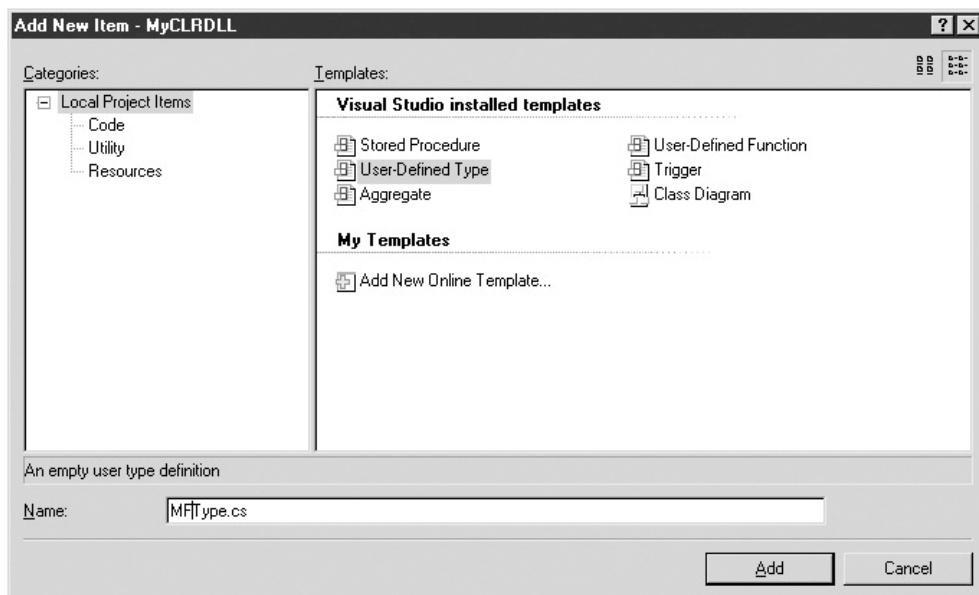 Add New Item - MyCLRDLL
Categories:
Templates:
Local Project Items
Code
Utility
Resources
Visual Studio installed templates
Stored Procedure
User-Defined Function
User-Defined Type
Trigger
Aggregate
Class Diagram
My Templates
Add New Online Template...
An empty user type definition
Name:
MFType.cs
Add
Cancel